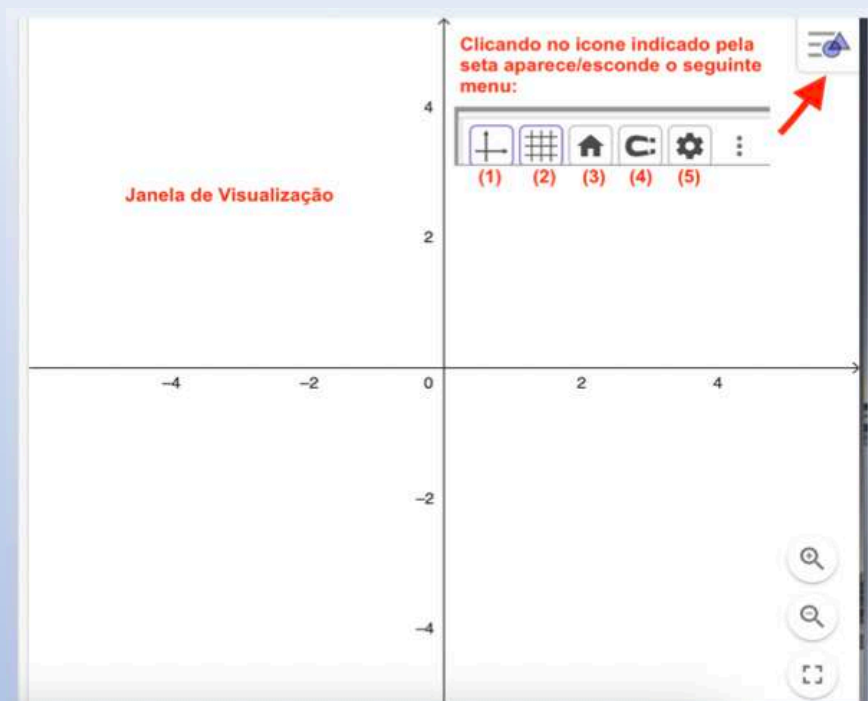 Clicando no icone indicado pela
seta aparece/esconde o seguinte
menu:
4
(1) (2) (3) (4) (5)
Janela de Visualização
2
−4 −2 0 2 4
−2
−4